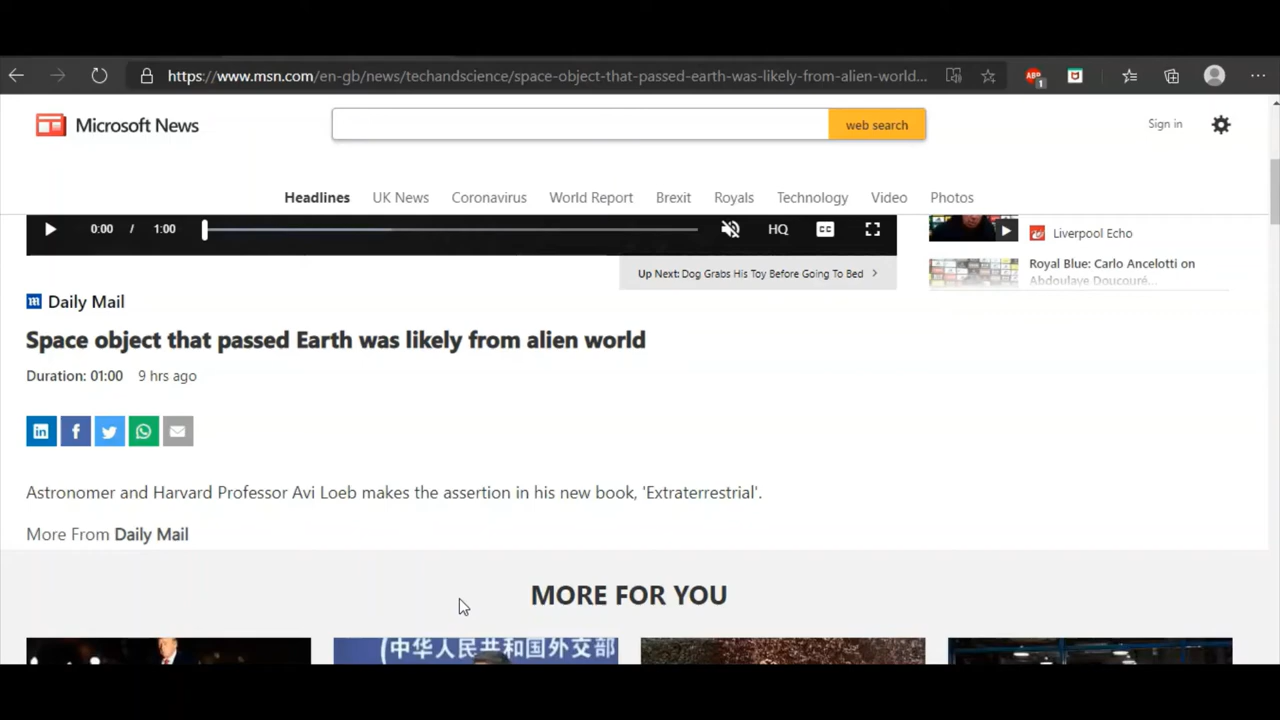 https://www.msn.com/en-gb/news/techandscience/space-object-that-passed-earth-was-likely-from-alien-world...
ABP
1
Microsoft News
web search
Sign in
Headlines
UK News
Coronavirus
World Report
Brexit
Royals
Technology
Video
Photos
0:00 / 1:00
HQ
CC
Liverpool Echo
Up Next: Dog Grabs His Toy Before Going To Bed
Royal Blue: Carlo Ancelotti on
Abdoulaye Doucouré...
m Daily Mail
Space object that passed Earth was likely from alien world
Duration: 01:00 9 hrs ago
in
f
Astronomer and Harvard Professor Avi Loeb makes the assertion in his new book, 'Extraterrestrial'.
More From Daily Mail
MORE FOR YOU
(中华人民共和国外交部